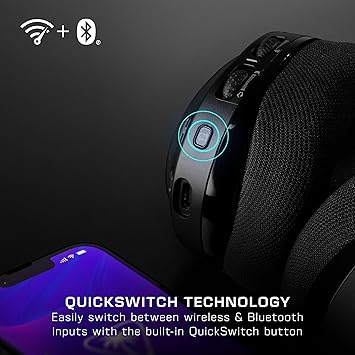 + ®
QUICKSWITCH TECHNOLOGY
Easily switch between wireless & Bluetooth
inputs with the built-in QuickSwitch button